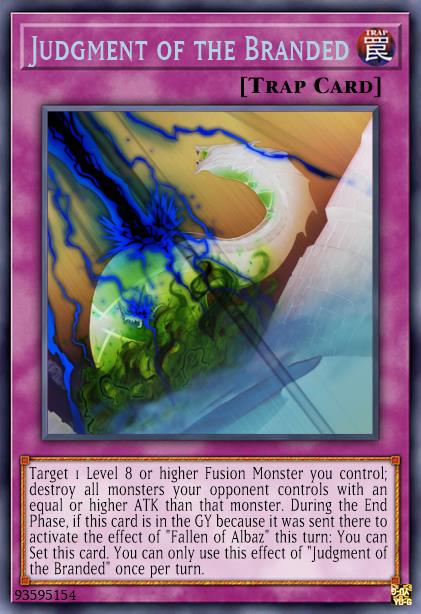 Judgment of the Branded
TRAP
罠
[Trap Card]
Target 1 Level 8 or higher Fusion Monster you control;
destroy all monsters your opponent controls with an
equal or higher ATK than that monster. During the End
Phase, if this card is in the GY because it was sent there to
activate the effect of "Fallen of Albaz" this turn: You can
Set this card. You can only use this effect of "Judgment of
the Branded" once per turn.
93595154